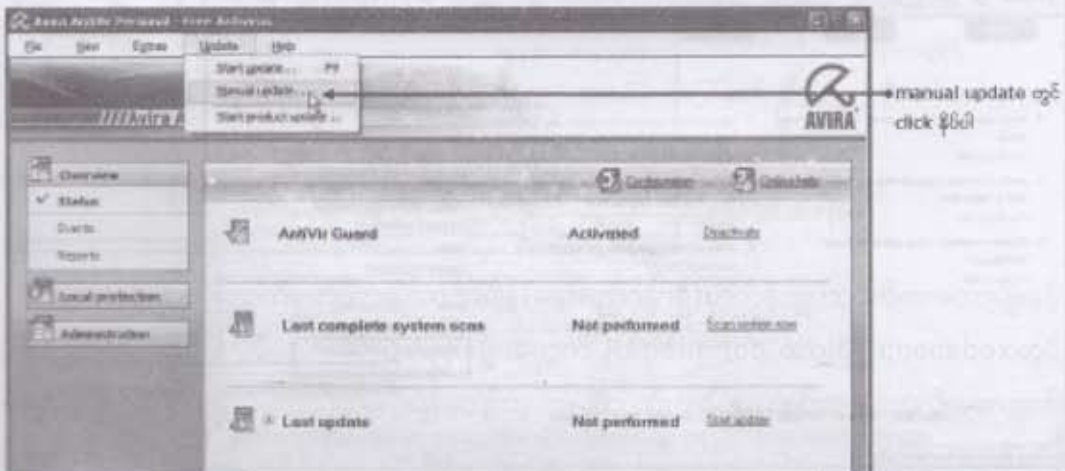 Avira AntiVir Personal - Free Antivirus
File View Extras Update Help
Start update... F9
Manual update...
Start product update...
////Avira A
AVIRA
manual update တွင်
click နှိပ်ပါ
Overview
Status
Events
Reports
Local protection
Administration
Configuration
Online help
AntiVir Guard Activated Deactivate
Last complete system scan Not performed Scan system now
Last update Not performed Start update